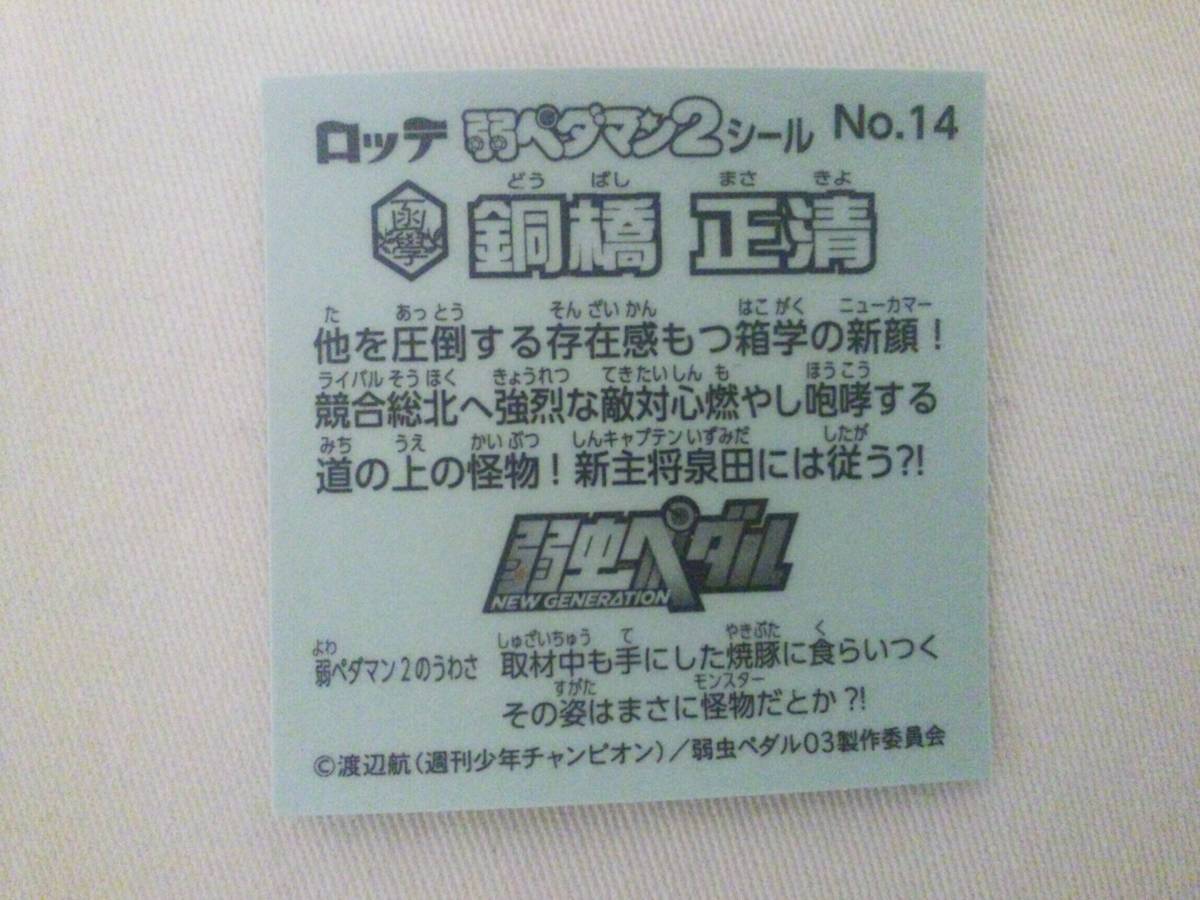 ロッテ 弱ペダマン2シール No.14
どう ばし まさ きよ
函學 銅橋 正清
た あっとう そんざいかん はこがく ニューカマー
他を圧倒する存在感もつ箱学の新顔!
ライバルそうほく きょうれつ てきたいしん も ほうこう
競合総北へ強烈な敵対心燃やし咆哮する
みち うえ かいぶつ しんキャプテンいずみだ したが
道の上の怪物!新主将泉田には従う?!
弱虫ペダル
NEW GENERATION
よわ しゅざいちゅう て やきぶた く
弱ペダマン2のうわさ 取材中も手にした焼豚に食らいつく
すがた モンスター
その姿はまさに怪物だとか?!
©渡辺航(週刊少年チャンピオン)/弱虫ペダル03製作委員会